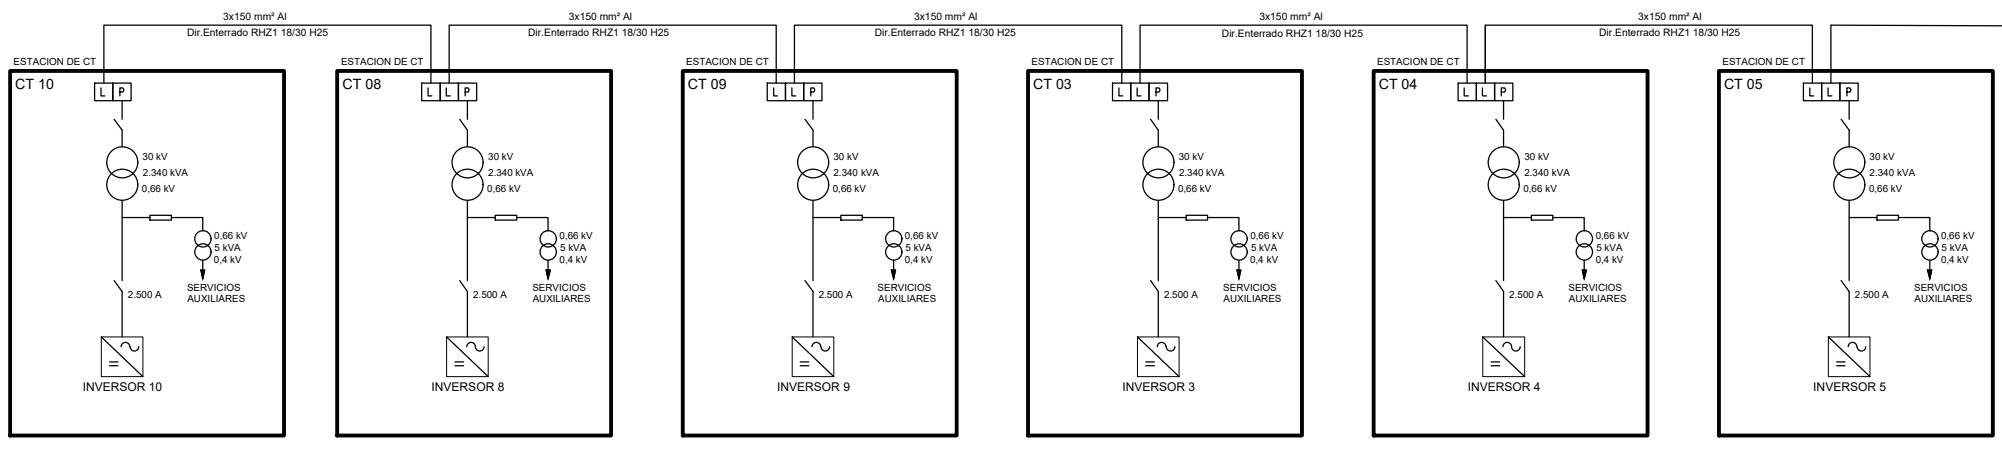 3x150 mm² Al
Dir.Enterrado RHZ1 18/30 H25
3x150 mm² Al
Dir.Enterrado RHZ1 18/30 H25
3x150 mm² Al
Dir.Enterrado RHZ1 18/30 H25
3x150 mm² Al
Dir.Enterrado RHZ1 18/30 H25
3x150 mm² Al
Dir.Enterrado RHZ1 18/30 H25
ESTACION DE CT
CT 10
L P
30 kV
2.340 kVA
0,66 kV
0,66 kV
5 kVA
0,4 kV
SERVICIOS
AUXILIARES
2.500 A
INVERSOR 10
ESTACION DE CT
CT 08
L L P
30 kV
2.340 kVA
0,66 kV
0,66 kV
5 kVA
0,4 kV
SERVICIOS
AUXILIARES
2.500 A
INVERSOR 8
ESTACION DE CT
CT 09
L L P
30 kV
2.340 kVA
0,66 kV
0,66 kV
5 kVA
0,4 kV
SERVICIOS
AUXILIARES
2.500 A
INVERSOR 9
ESTACION DE CT
CT 03
L L P
30 kV
2.340 kVA
0,66 kV
0,66 kV
5 kVA
0,4 kV
SERVICIOS
AUXILIARES
2.500 A
INVERSOR 3
ESTACION DE CT
CT 04
L L P
30 kV
2.340 kVA
0,66 kV
0,66 kV
5 kVA
0,4 kV
SERVICIOS
AUXILIARES
2.500 A
INVERSOR 4
ESTACION DE CT
CT 05
L L P
30 kV
2.340 kVA
0,66 kV
0,66 kV
5 kVA
0,4 kV
SERVICIOS
AUXILIARES
2.500 A
INVERSOR 5